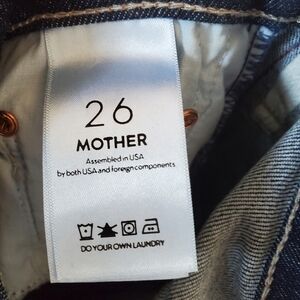 26
MOTHER
Assembled in USA
by both USA and foreign components
DO YOUR OWN LAUNDRY